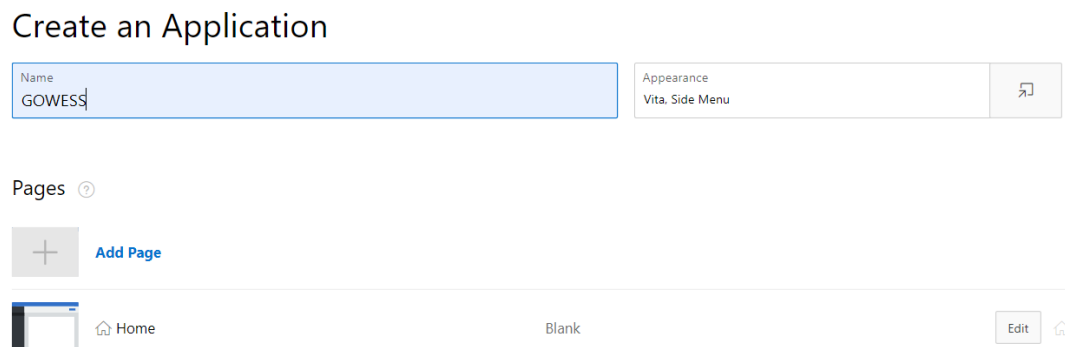 Create an Application
Name
GOWESS
Appearance
Vita, Side Menu
Pages ?
Add Page
Home
Blank
Edit